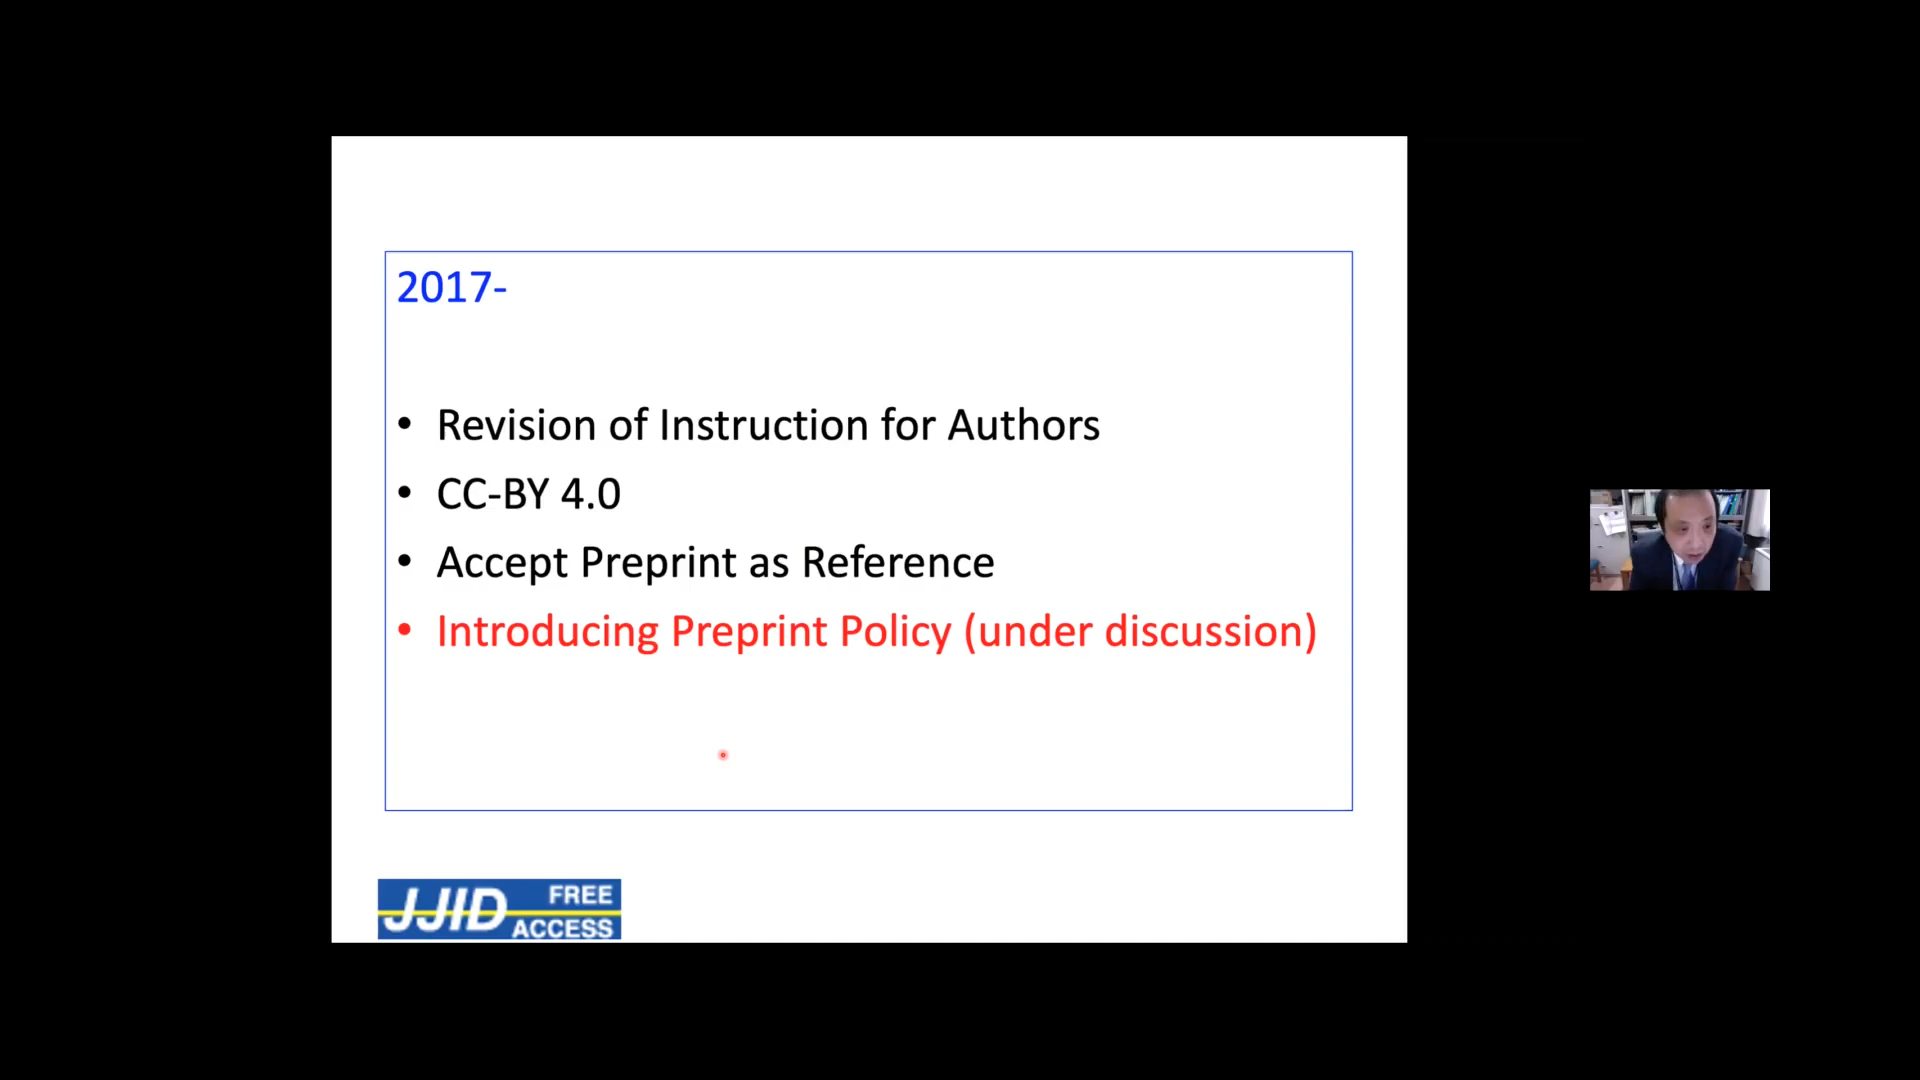 2017-
• Revision of Instruction for Authors
• CC-BY 4.0
• Accept Preprint as Reference
• Introducing Preprint Policy (under discussion)
JJID FREE ACCESS